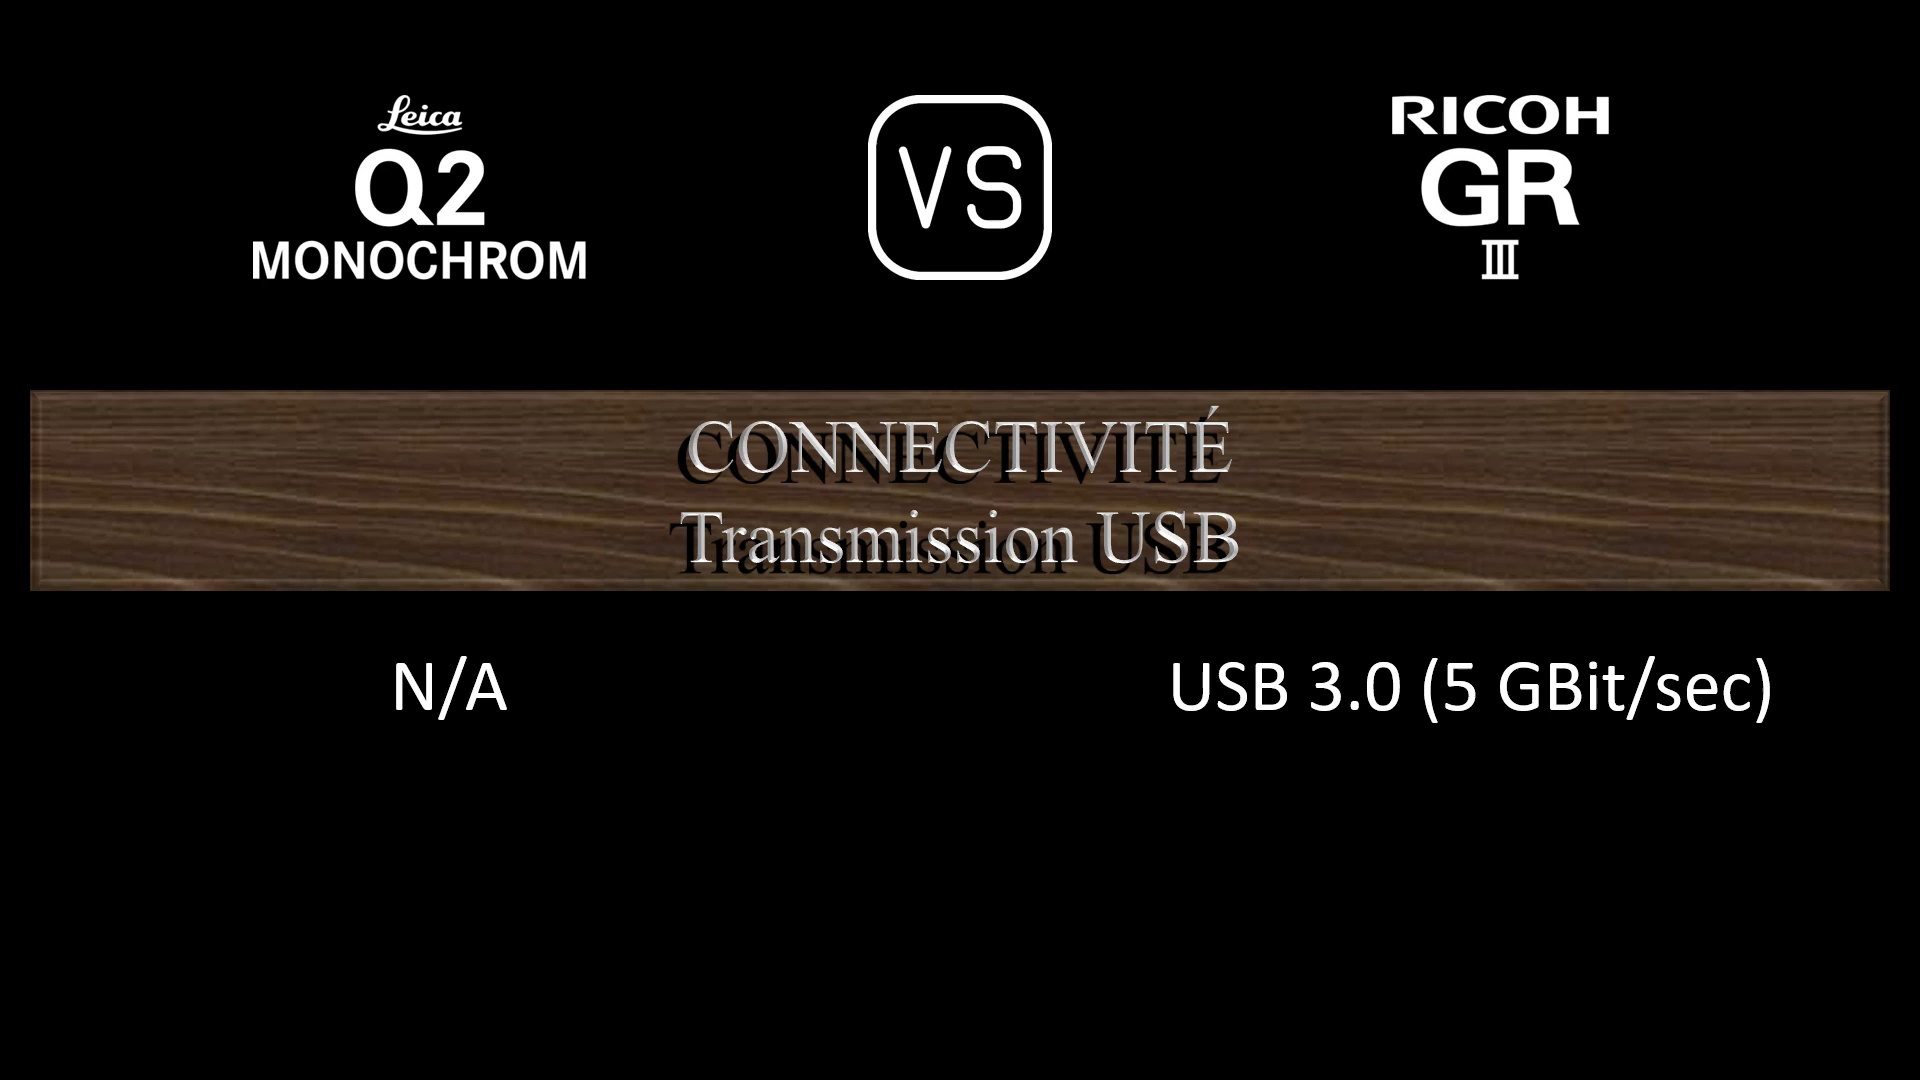 Leica
Q2
MONOCHROM
VS
RICOH
GR
III
CONNECTIVITÉ
Transmission USB
N/A
USB 3.0 (5 GBit/sec)